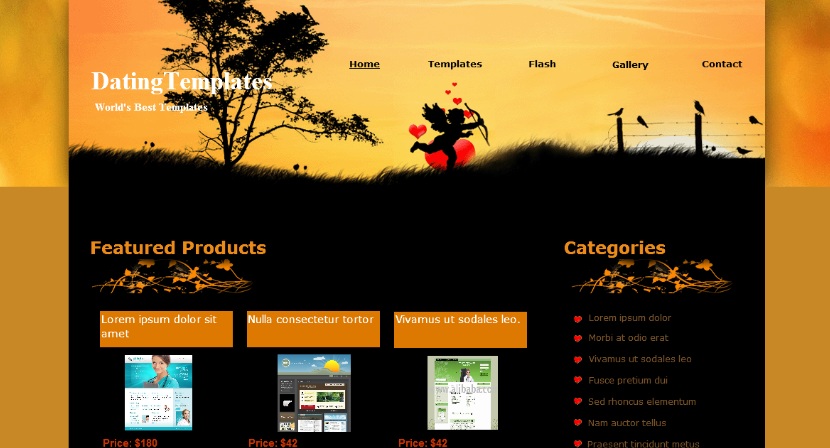 Home
Templates
Flash
Gallery
Contact
DatingTemplates
World's Best Templates
Featured Products
Lorem ipsum dolor sit
amet
Nulla consectetur tortor
Vivamus ut sodales leo.
Price: $180
Price: $42
Price: $42
Categories
Lorem ipsum dolor
Morbi at odio erat
Vivamus ut sodales leo
Fusce pretium dui
Sed rhoncus elementum
Nam auctor tellus
Praesent tincidunt metus